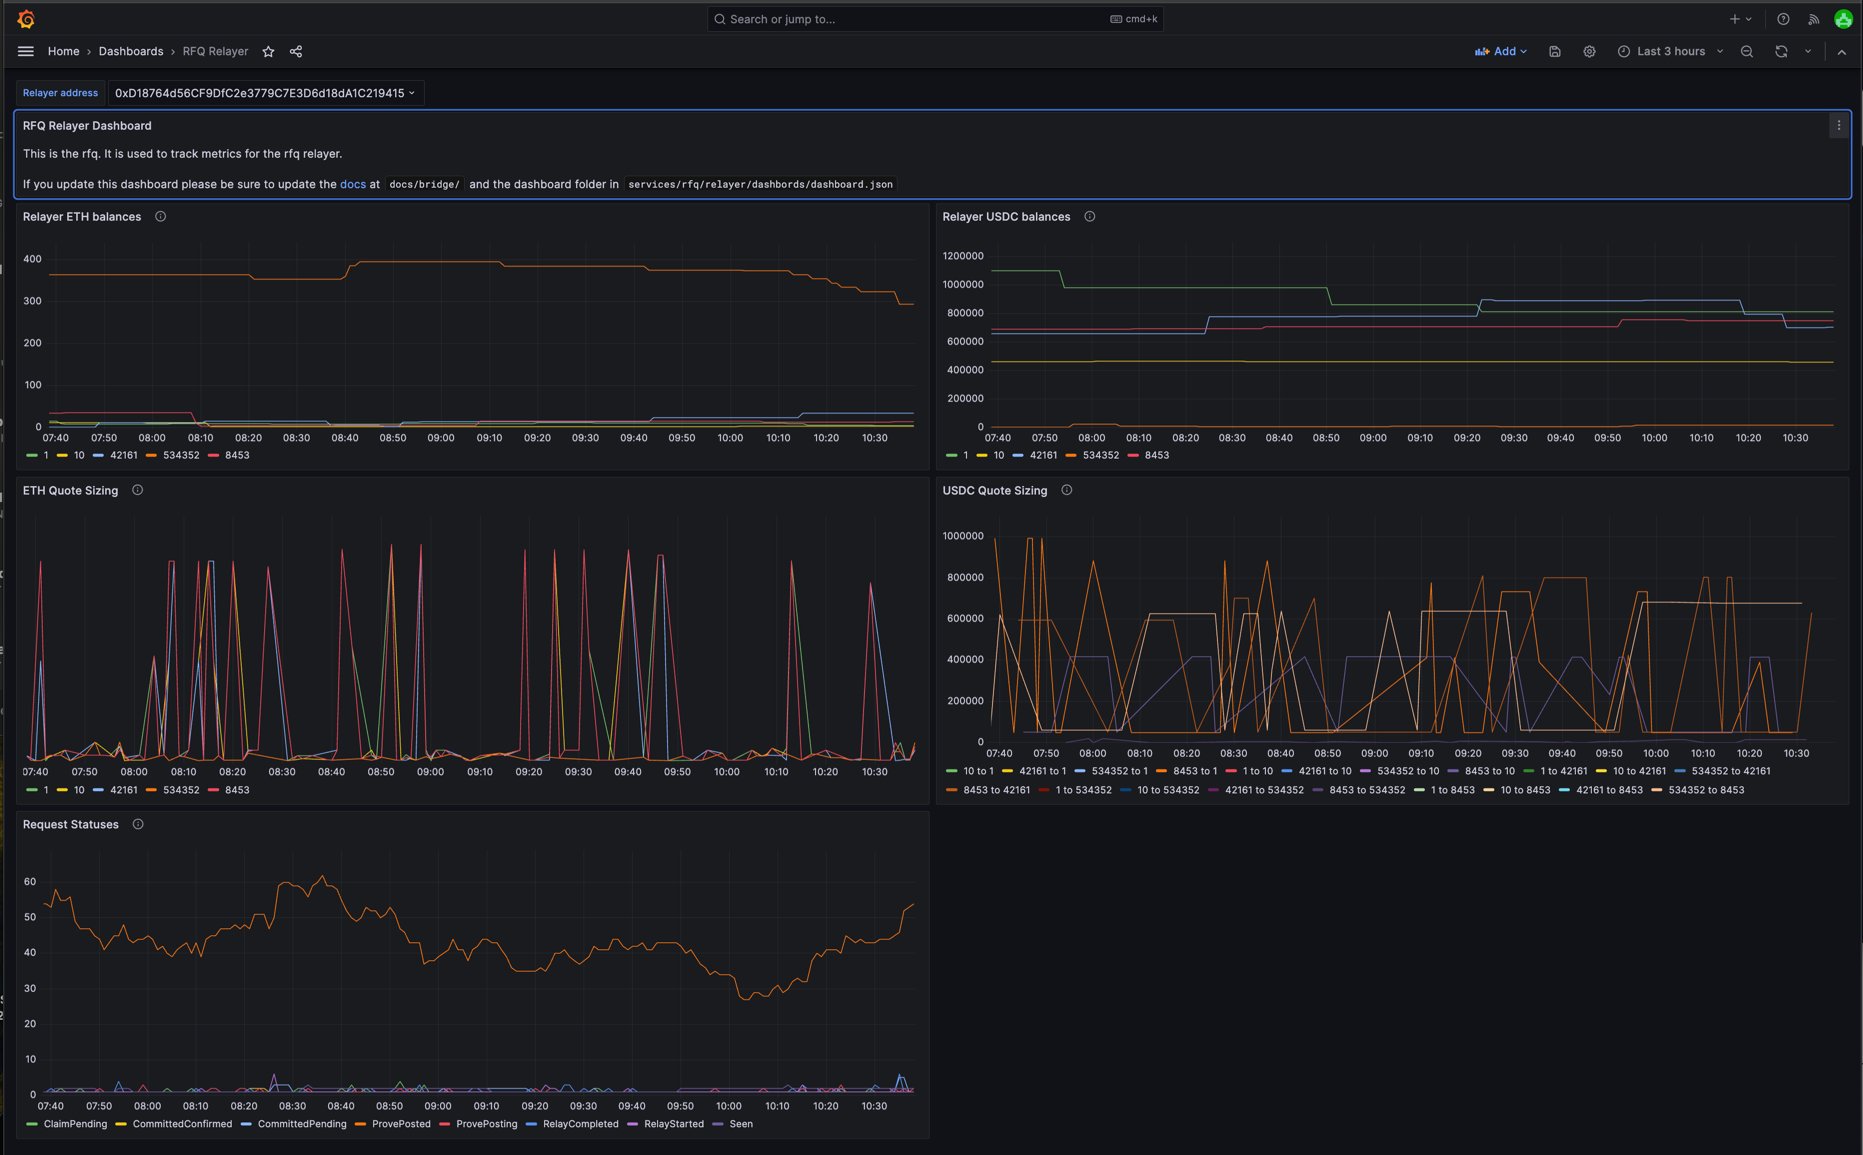 Search or jump to...
cmd+k
Home › Dashboards › RFQ Relayer
Add
Last 3 hours
Relayer address
0xD18764d56CF9DfC2e3779C7E3D6d18dA1C219415
RFQ Relayer Dashboard
This is the rfq. It is used to track metrics for the rfq relayer.
If you update this dashboard please be sure to update the docs at docs/bridge/ and the dashboard folder in services/rfq/relayer/dashbords/dashboard.json
Relayer ETH balances
400
300
200
100
0
07:40 07:50 08:00 08:10 08:20 08:30 08:40 08:50 09:00 09:10 09:20 09:30 09:40 09:50 10:00 10:10 10:20 10:30
1 10 42161 534352 8453
Relayer USDC balances
1200000
1000000
800000
600000
400000
200000
0
07:40 07:50 08:00 08:10 08:20 08:30 08:40 08:50 09:00 09:10 09:20 09:30 09:40 09:50 10:00 10:10 10:20 10:30
1 10 42161 534352 8453
ETH Quote Sizing
07:40 07:50 08:00 08:10 08:20 08:30 08:40 08:50 09:00 09:10 09:20 09:30 09:40 09:50 10:00 10:10 10:20 10:30
1 10 42161 534352 8453
USDC Quote Sizing
1000000
800000
600000
400000
200000
0
07:40 07:50 08:00 08:10 08:20 08:30 08:40 08:50 09:00 09:10 09:20 09:30 09:40 09:50 10:00 10:10 10:20 10:30
10 to 1 42161 to 1 534352 to 1 8453 to 1 1 to 10 42161 to 10 534352 to 10 8453 to 10 1 to 42161 10 to 42161 534352 to 42161
8453 to 42161 1 to 534352 10 to 534352 42161 to 534352 8453 to 534352 1 to 8453 10 to 8453 42161 to 8453 534352 to 8453
Request Statuses
60
50
40
30
20
10
0
07:40 07:50 08:00 08:10 08:20 08:30 08:40 08:50 09:00 09:10 09:20 09:30 09:40 09:50 10:00 10:10 10:20 10:30
ClaimPending CommittedConfirmed CommittedPending ProvePosted ProvePosting RelayCompleted RelayStarted Seen